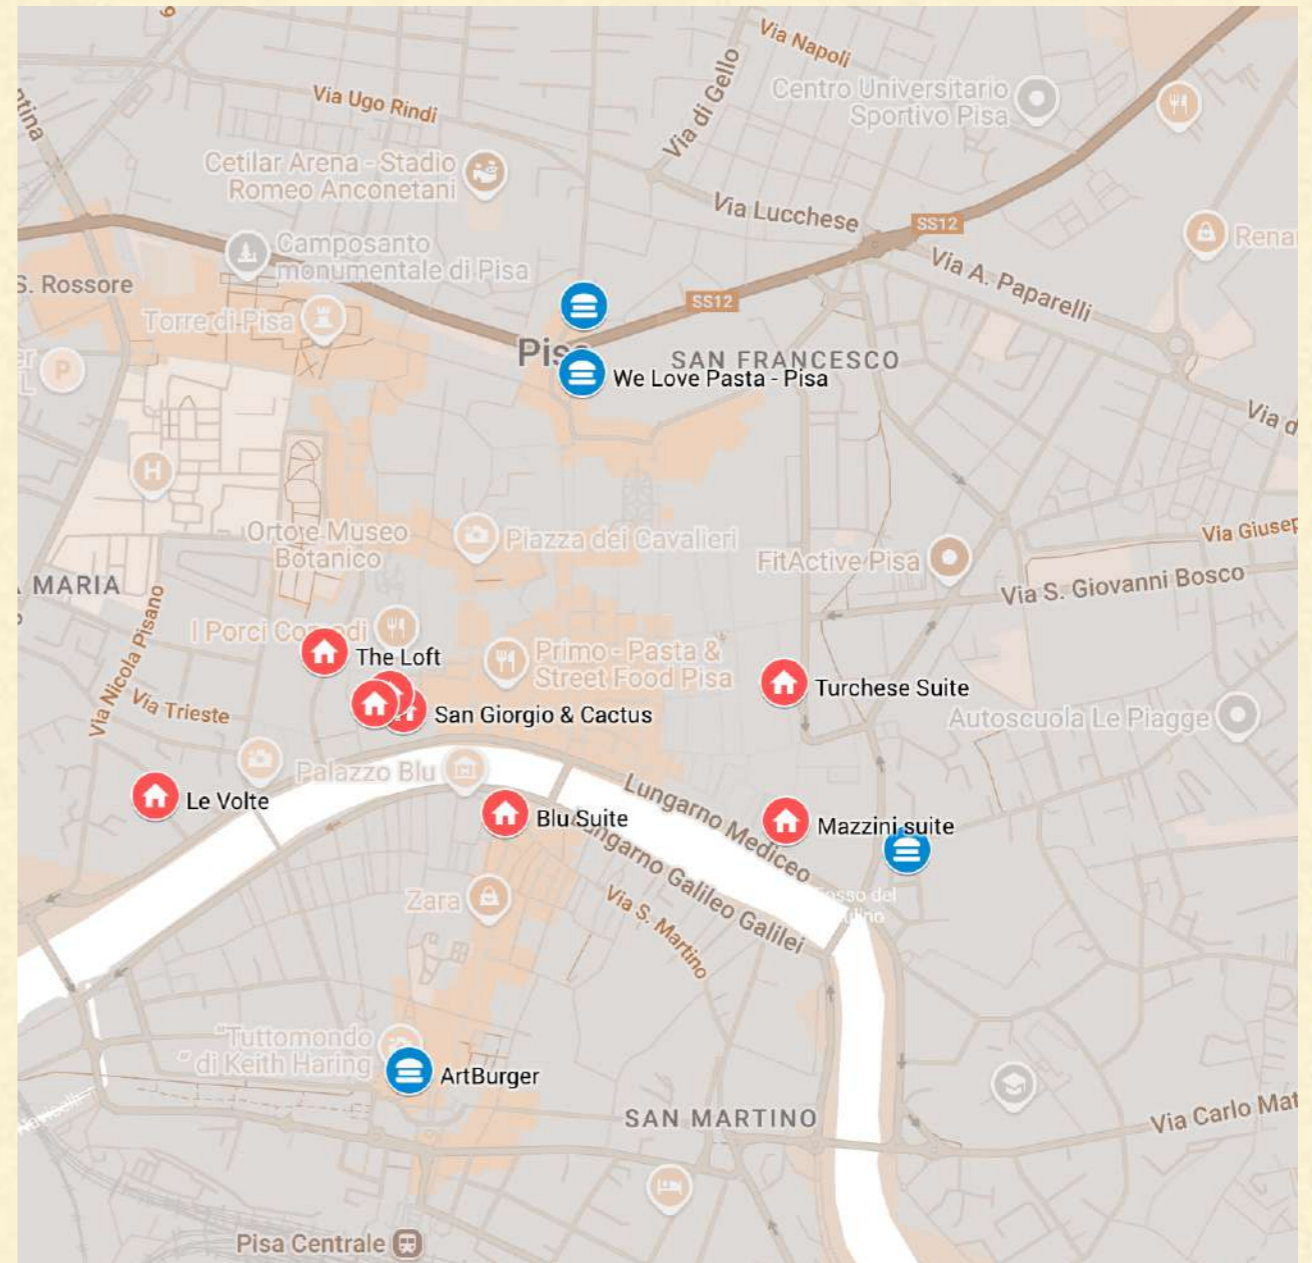 Via Napoli
Via di Gello
Centro Universitario
Sportivo Pisa
Via Ugo Rindi
Cetilar Arena - Stadio
Romeo Anconetani
Via Lucchese
SS12
Rena
Camposanto
monumentale di Pisa
Via A. Paparelli
S. Rossore
SS12
Torre di Pisa
P
Pisa
SAN FRANCESCO
We Love Pasta - Pisa
Via d
H
Orto e Museo
Botanico
Piazza dei Cavalieri
FitActive Pisa
Via Giusep
MARIA
Via S. Giovanni Bosco
Via Nicola Pisano
I Porci Comodi
The Loft
Primo - Pasta &
Street Food Pisa
Turchese Suite
Via Trieste
San Giorgio & Cactus
Autoscuola Le Piagge
Palazzo Blu
Le Volte
Blu Suite
Lungarno Mediceo
Mazzini suite
Lungarno Galileo Galilei
Zara
Via S. Martino
"Tuttomondo
" di Keith Haring
ArtBurger
SAN MARTINO
Via Carlo Mat
Pisa Centrale